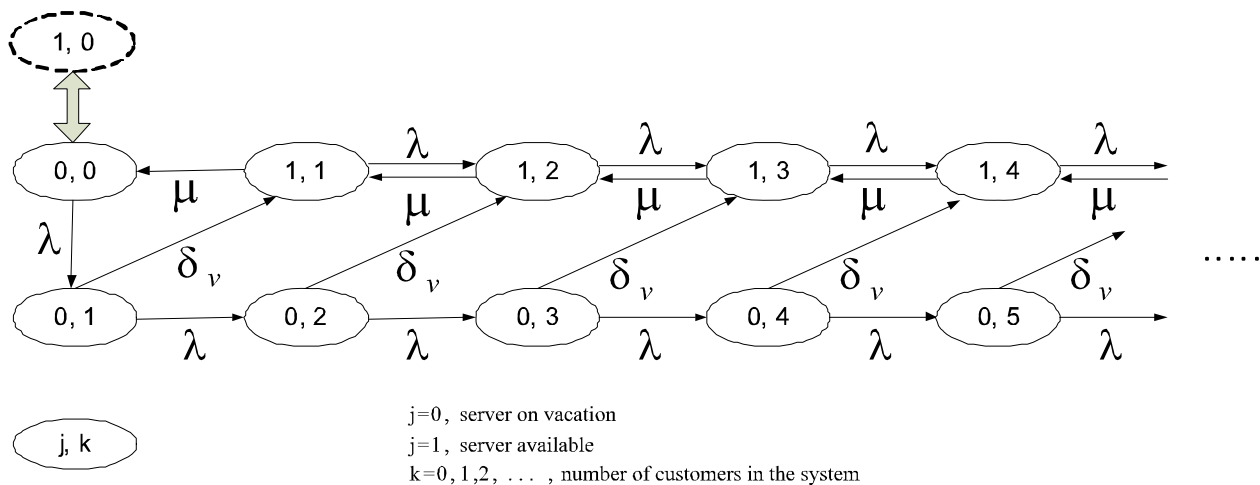 1, 0
λ λ λ λ
0, 0 1, 1 1, 2 1, 3 1, 4
μ μ μ μ μ
λ δ v δ v δ v δ v δ v
.....
0, 1 0, 2 0, 3 0, 4 0, 5
λ λ λ λ λ
j=0, server on vacation
j, k j=1, server available
k=0, 1,2, ... , number of customers in the system